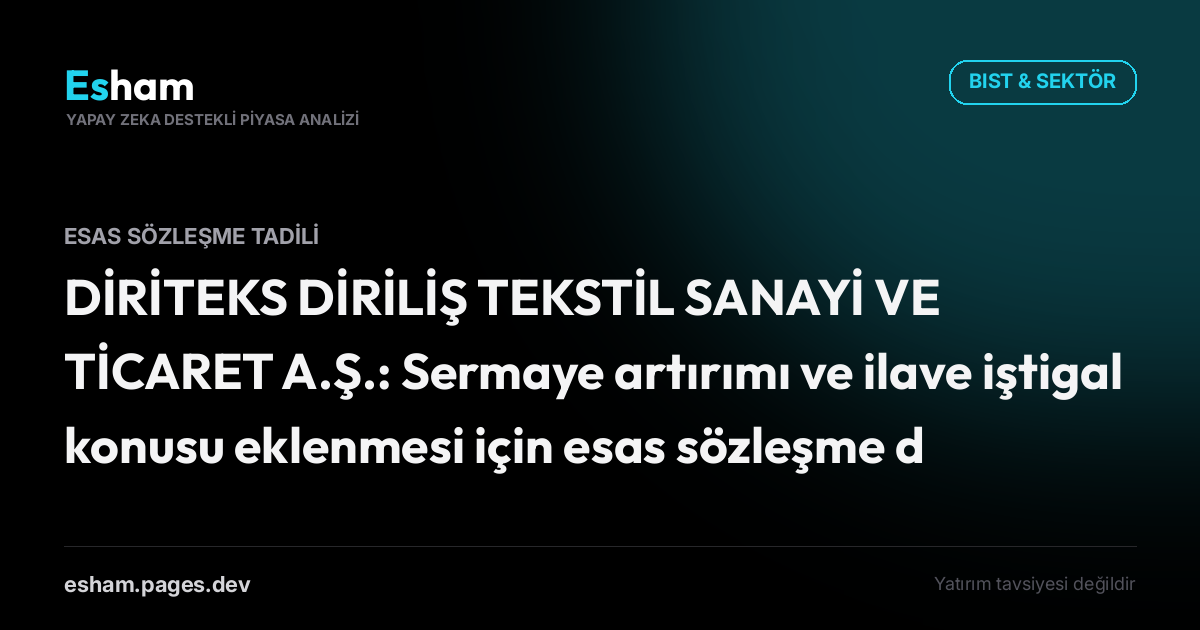 Esham
YAPAY ZEKA DESTEKLİ PİYASA ANALİZİ
BIST & SEKTÖR
ESAS SÖZLEŞME TADİLİ
DİRİTEKS DİRİLİŞ TEKSTİL SANAYİ VE
TİCARET A.Ş.: Sermaye artırımı ve ilave iştigal
konusu eklenmesi için esas sözleşme d
esham.pages.dev
Yatırım tavsiyesi değildir